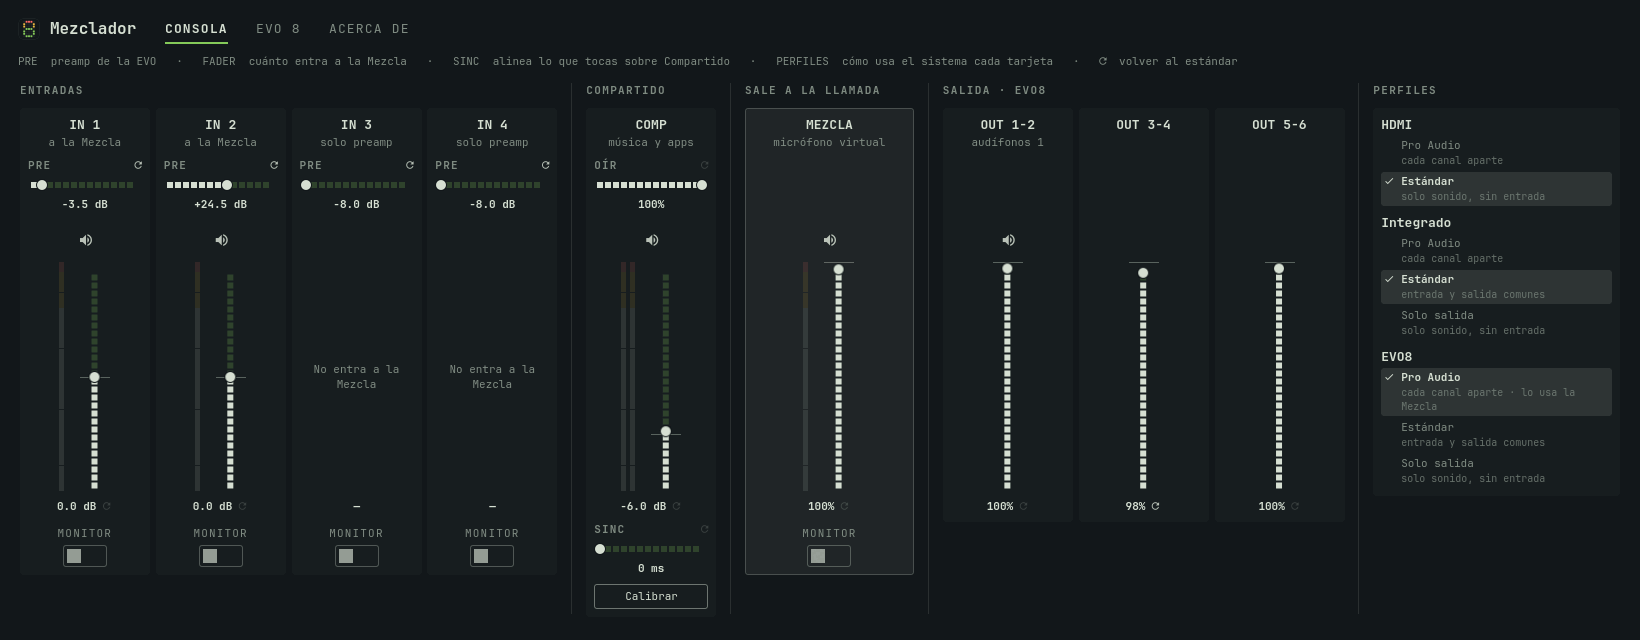 Mezclador
CONSOLA
EVO 8
ACERCA DE
PRE preamp de la EVO · FADER cuánto entra a la Mezcla · SINC alinea lo que tocas sobre Compartido · PERFILES cómo usa el sistema cada tarjeta · volver al estándar
ENTRADAS
IN 1
a la Mezcla
PRE
-3.5 dB
0.0 dB
MONITOR
IN 2
a la Mezcla
PRE
+24.5 dB
0.0 dB
MONITOR
IN 3
solo preamp
PRE
-8.0 dB
No entra a la
Mezcla
–
MONITOR
IN 4
solo preamp
PRE
-8.0 dB
No entra a la
Mezcla
–
MONITOR
COMPARTIDO
COMP
música y apps
OÍR
100%
-6.0 dB
SINC
0 ms
Calibrar
SALE A LA LLAMADA
MEZCLA
micrófono virtual
100%
MONITOR
SALIDA · EVO8
OUT 1-2
audífonos 1
100%
OUT 3-4
98%
OUT 5-6
100%
PERFILES
HDMI
Pro Audio
cada canal aparte
Estándar
solo sonido, sin entrada
Integrado
Pro Audio
cada canal aparte
Estándar
entrada y salida comunes
Solo salida
solo sonido, sin entrada
EVO8
Pro Audio
cada canal aparte · lo usa la
Mezcla
Estándar
entrada y salida comunes
Solo salida
solo sonido, sin entrada